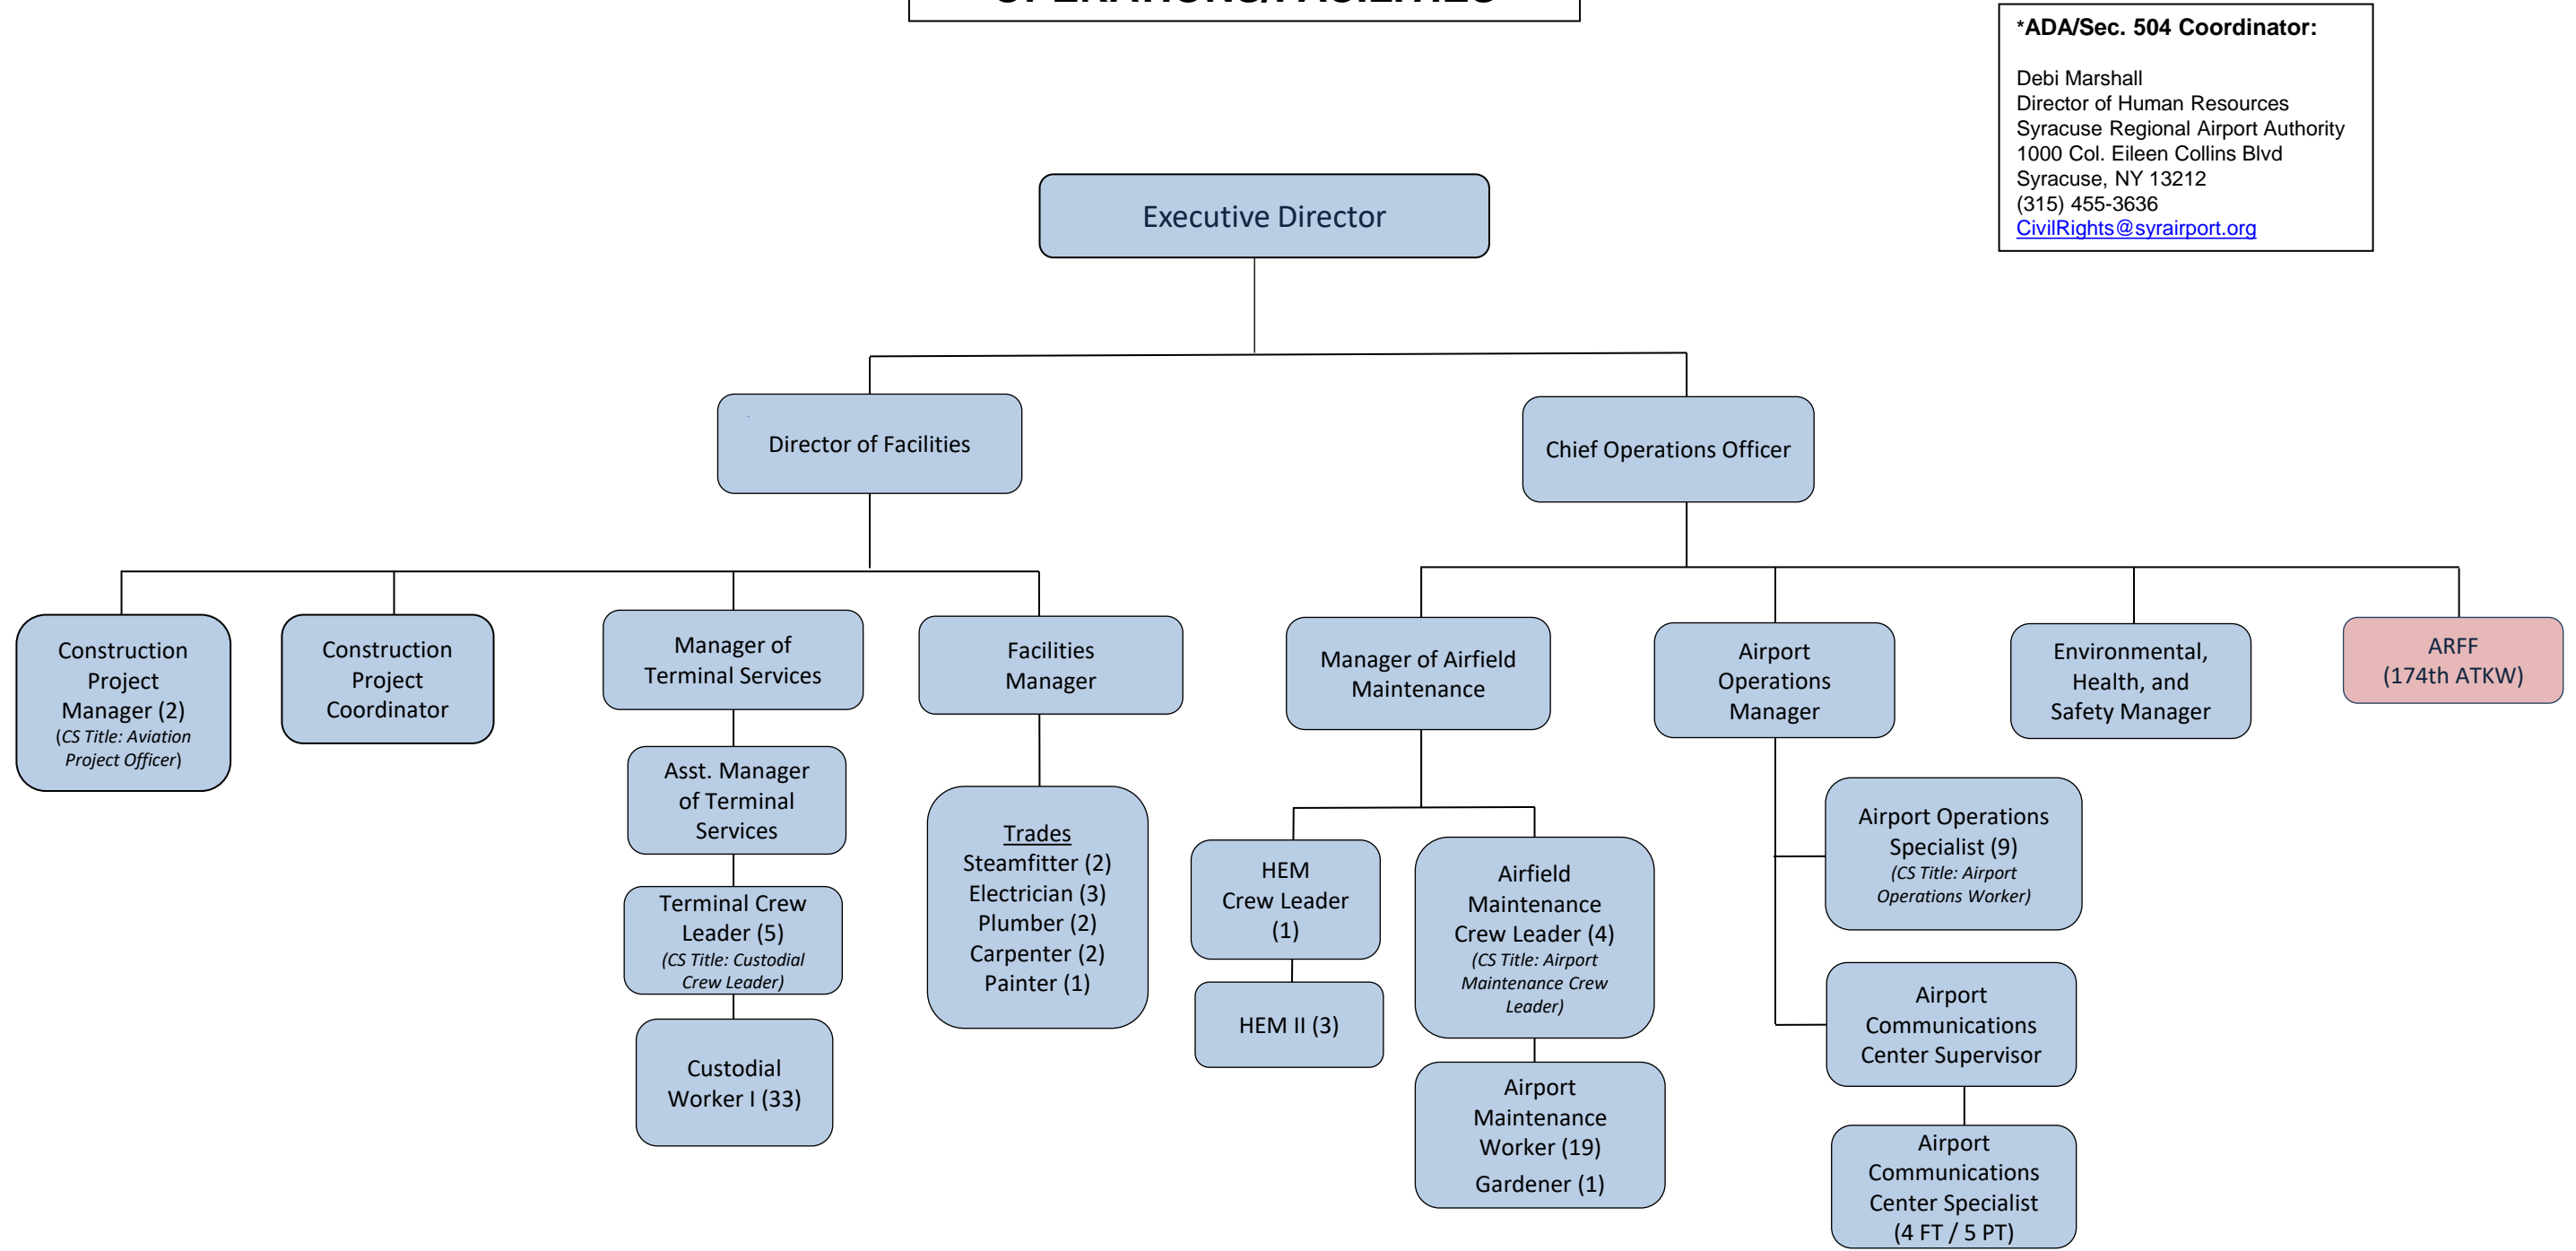 OPERATIONS/FACILITIES
*ADA/Sec. 504 Coordinator:
Debi Marshall
Director of Human Resources
Syracuse Regional Airport Authority
1000 Col. Eileen Collins Blvd
Syracuse, NY 13212
(315) 455-3636
CivilRights@syrairport.org
Executive Director
Director of Facilities
Chief Operations Officer
Construction
Project
Manager (2)
(CS Title: Aviation
Project Officer)
Construction
Project
Coordinator
Manager of
Terminal Services
Facilities
Manager
Manager of Airfield
Maintenance
Airport
Operations
Manager
Environmental,
Health, and
Safety Manager
ARFF
(174th ATKW)
Asst. Manager
of Terminal
Services
Terminal Crew
Leader (5)
(CS Title: Custodial
Crew Leader)
Custodial
Worker I (33)
Trades
Steamfitter (2)
Electrician (3)
Plumber (2)
Carpenter (2)
Painter (1)
HEM
Crew Leader
(1)
HEM II (3)
Airfield
Maintenance
Crew Leader (4)
(CS Title: Airport
Maintenance Crew
Leader)
Airport
Maintenance
Worker (19)
Gardener (1)
Airport Operations
Specialist (9)
(CS Title: Airport
Operations Worker)
Airport
Communications
Center Supervisor
Airport
Communications
Center Specialist
(4 FT / 5 PT)